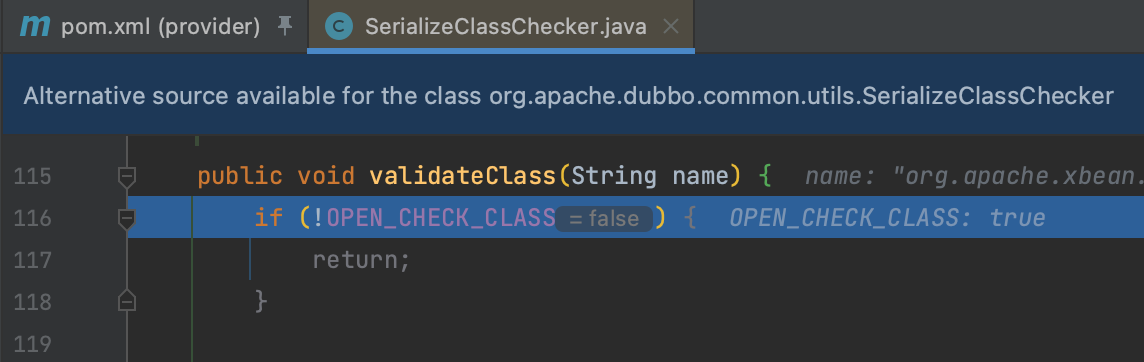 m pom.xml (provider) C SerializeClassChecker.java
Alternative source available for the class org.apache.dubbo.common.utils.SerializeClassChecker
115 public void validateClass(String name) { name: "org.apache.xbean.
116 if (!OPEN_CHECK_CLASS = false ) { OPEN_CHECK_CLASS: true
117 return;
118 }
119